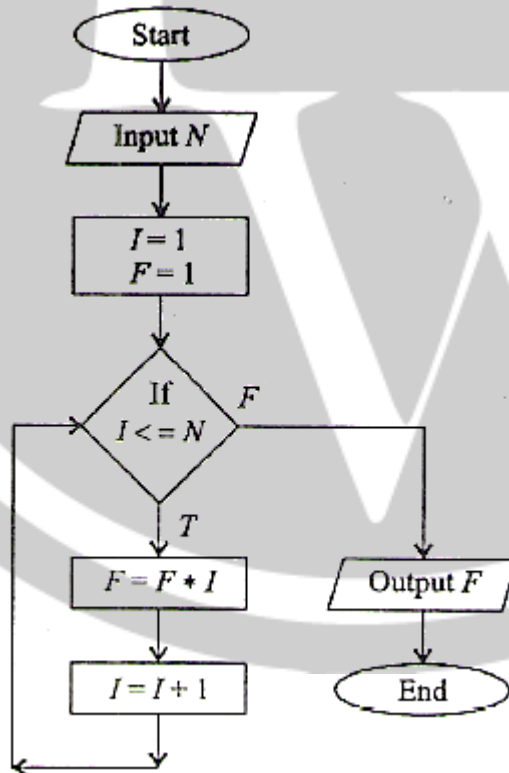 Start
Input N
I = 1
F = 1
If
I <= N
F
T
F = F * I
I = I + 1
Output F
End